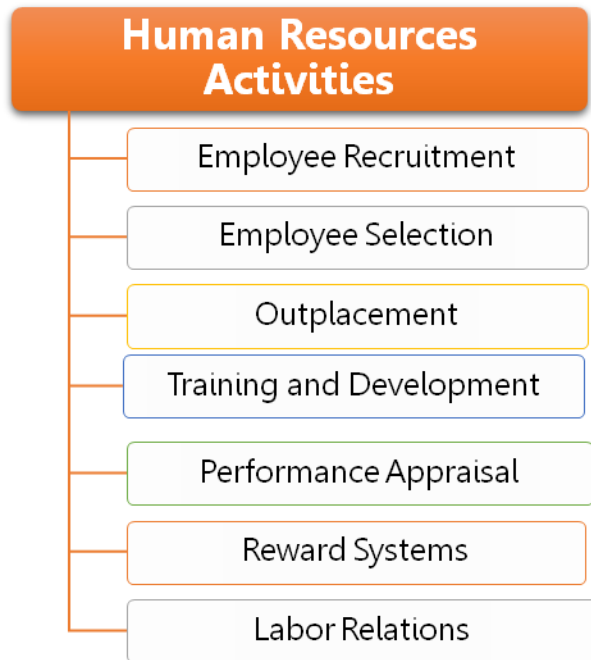 Human Resources
Activities
Employee Recruitment
Employee Selection
Outplacement
Training and Development
Performance Appraisal
Reward Systems
Labor Relations